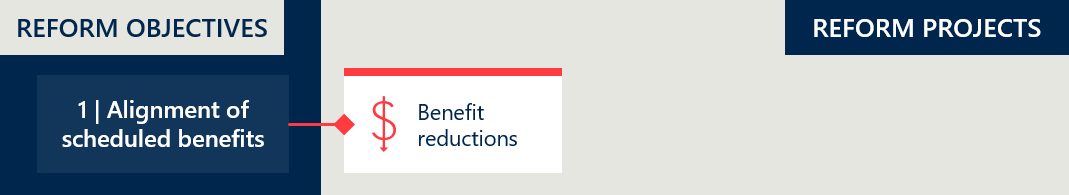 REFORM OBJECTIVES
REFORM PROJECTS
1 | Alignment of
scheduled benefits
Benefit
reductions